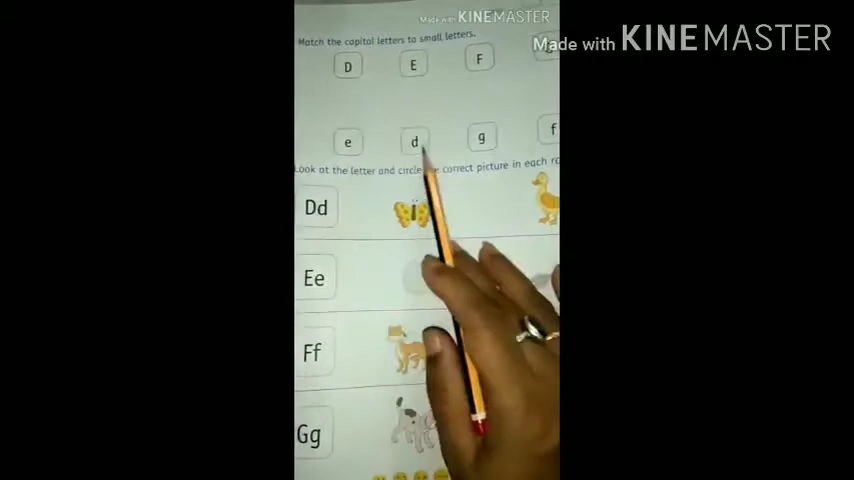 Made with KINEMASTER
Made with KINEMASTER
Match the capital letters to small letters.
D E F
e d g f
Look at the letter and circle correct picture in each
Dd
Ee
Ff
Gg